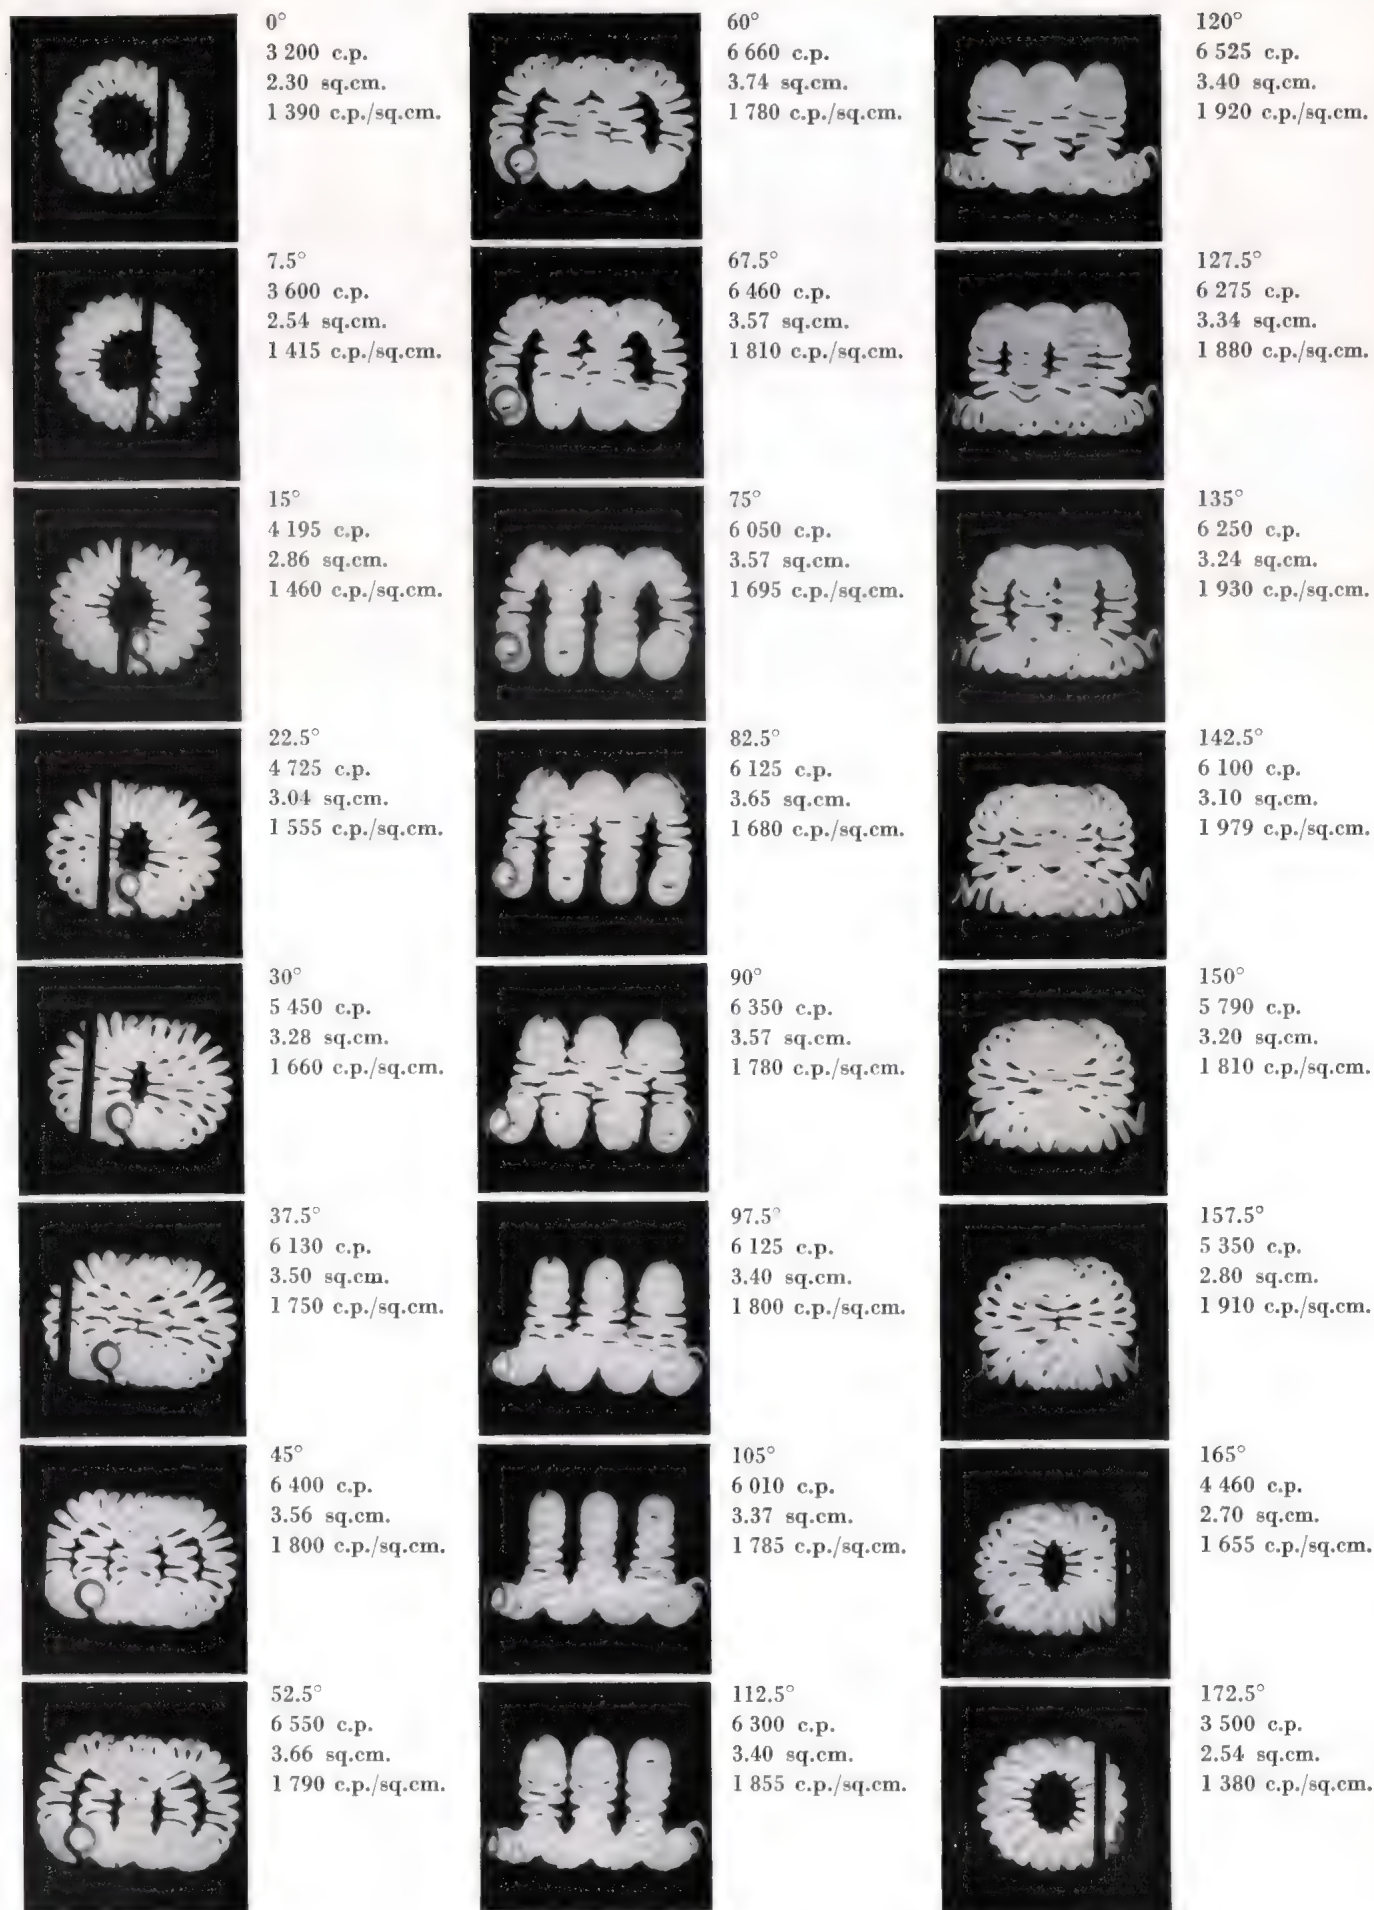 0°
3 200 c.p.
2.30 sq.cm.
1 390 c.p./sq.cm.
7.5°
3 600 c.p.
2.54 sq.cm.
1 415 c.p./sq.cm.
15°
4 195 c.p.
2.86 sq.cm.
1 460 c.p./sq.cm.
22.5°
4 725 c.p.
3.04 sq.cm.
1 555 c.p./sq.cm.
30°
5 450 c.p.
3.28 sq.cm.
1 660 c.p./sq.cm.
37.5°
6 130 c.p.
3.50 sq.cm.
1 750 c.p./sq.cm.
45°
6 400 c.p.
3.56 sq.cm.
1 800 c.p./sq.cm.
52.5°
6 550 c.p.
3.66 sq.cm.
1 790 c.p./sq.cm.
60°
6 660 c.p.
3.74 sq.cm.
1 780 c.p./sq.cm.
67.5°
6 460 c.p.
3.57 sq.cm.
1 810 c.p./sq.cm.
75°
6 050 c.p.
3.57 sq.cm.
1 695 c.p./sq.cm.
82.5°
6 125 c.p.
3.65 sq.cm.
1 680 c.p./sq.cm.
90°
6 350 c.p.
3.57 sq.cm.
1 780 c.p./sq.cm.
97.5°
6 125 c.p.
3.40 sq.cm.
1 800 c.p./sq.cm.
105°
6 010 c.p.
3.37 sq.cm.
1 785 c.p./sq.cm.
112.5°
6 300 c.p.
3.40 sq.cm.
1 855 c.p./sq.cm.
120°
6 525 c.p.
3.40 sq.cm.
1 920 c.p./sq.cm.
127.5°
6 275 c.p.
3.34 sq.cm.
1 880 c.p./sq.cm.
135°
6 250 c.p.
3.24 sq.cm.
1 930 c.p./sq.cm.
142.5°
6 100 c.p.
3.10 sq.cm.
1 979 c.p./sq.cm.
150°
5 790 c.p.
3.20 sq.cm.
1 810 c.p./sq.cm.
157.5°
5 350 c.p.
2.80 sq.cm.
1 910 c.p./sq.cm.
165°
4 460 c.p.
2.70 sq.cm.
1 655 c.p./sq.cm.
172.5°
3 500 c.p.
2.54 sq.cm.
1 380 c.p./sq.cm.